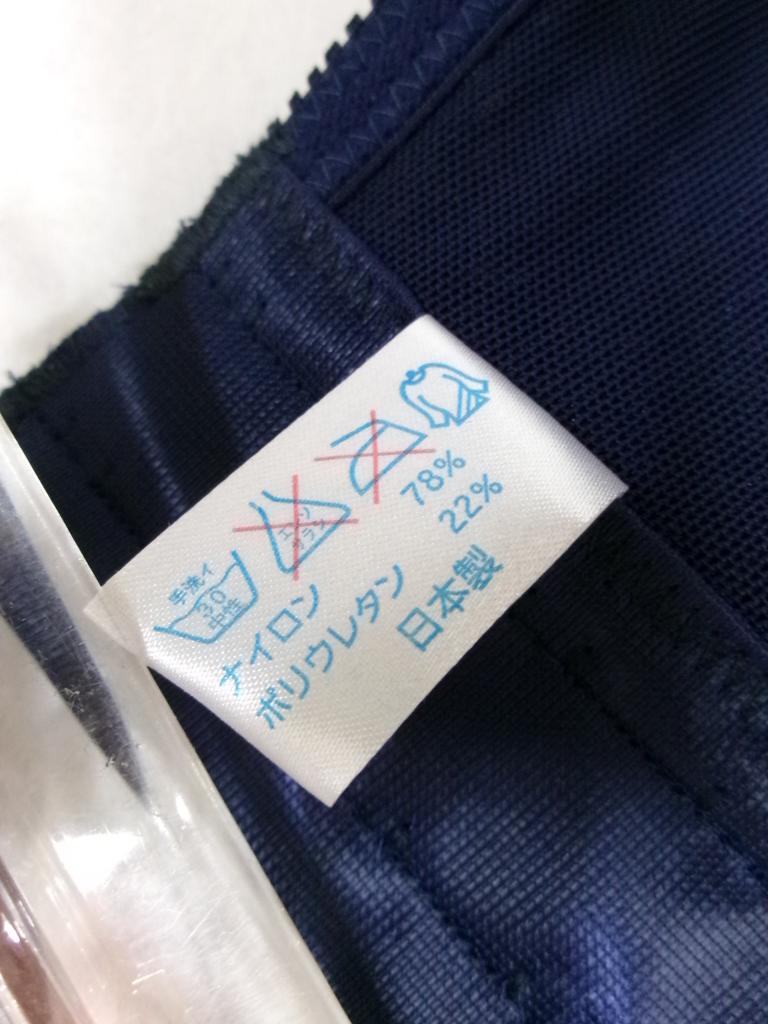 手洗イ
30
中性
エンソ
サラシ
ナイロン 78%
ポリウレタン 22%
日本製